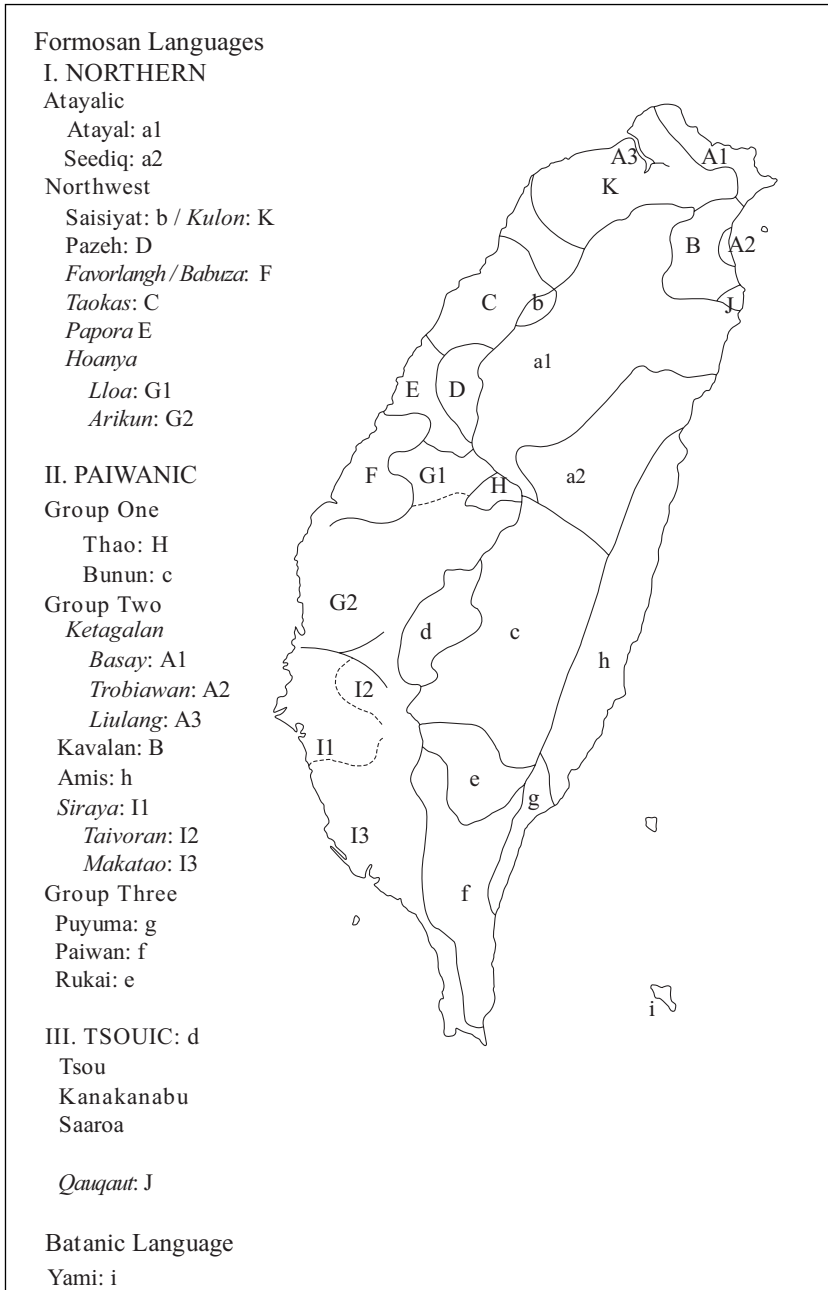 Formosan Languages
I. NORTHERN
Atayalic
Atayal: a1
Seediq: a2
Northwest
Saisiyat: b / Kulon: K
Pazeh: D
Favorlangh / Babuza: F
Taokas: C
Papora E
Hoanya
Lloa: G1
Arikun: G2
II. PAIWANIC
Group One
Thao: H
Bunun: c
Group Two
Ketagalan
Basay: A1
Trobiawan: A2
Liulang: A3
Kavalan: B
Amis: h
Siraya: I1
Taivoran: I2
Makatao: I3
Group Three
Puyuma: g
Paiwan: f
Rukai: e
III. TSOUIC: d
Tsou
Kanakanabu
Saaroa
Qauqaut: J
Batanic Language
Yami: i
A3
A1
K
B
A2
C
b
J
a1
E
D
F
G1
H
a2
G2
d
c
h
I2
I1
e
g
I3
f
i